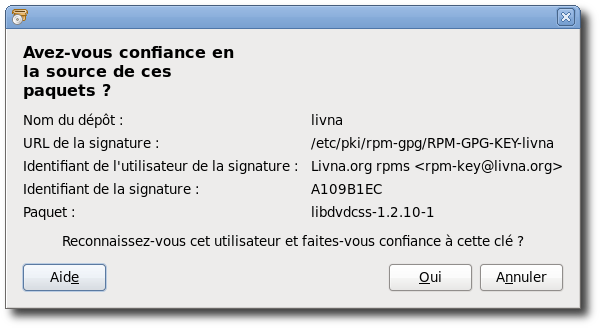 Avez-vous confiance en
la source de ces
paquets ?
Nom du dépôt : livna
URL de la signature : /etc/pki/rpm-gpg/RPM-GPG-KEY-livna
Identifiant de l'utilisateur de la signature : Livna.org rpms <rpm-key@livna.org>
Identifiant de la signature : A109B1EC
Paquet : libdvdcss-1.2.10-1
Reconnaissez-vous cet utilisateur et faites-vous confiance à cette clé ?
Aide Oui Annuler